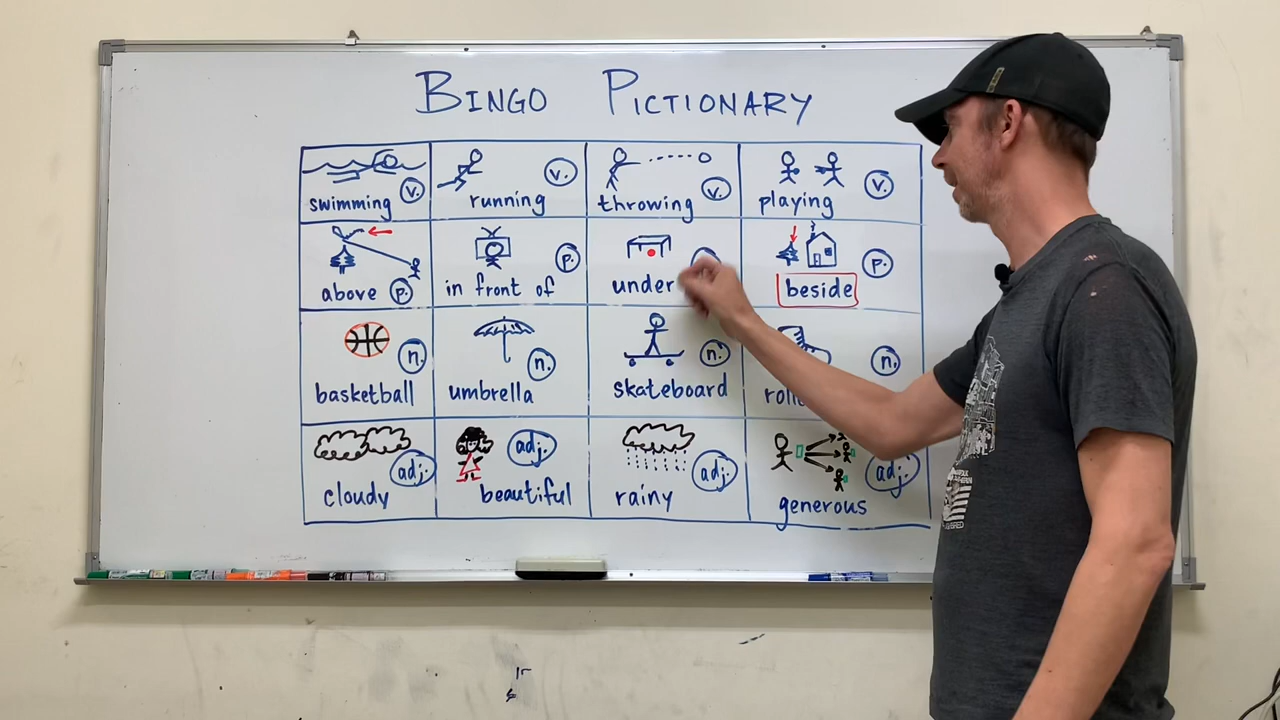 BINGO PICTIONARY
swimming v. running v. throwing v. playing v.
above p. in front of p. under beside p.
basketball n. umbrella n. skateboard n. n.
cloudy adj. beautiful adj. rainy adj. generous adj.